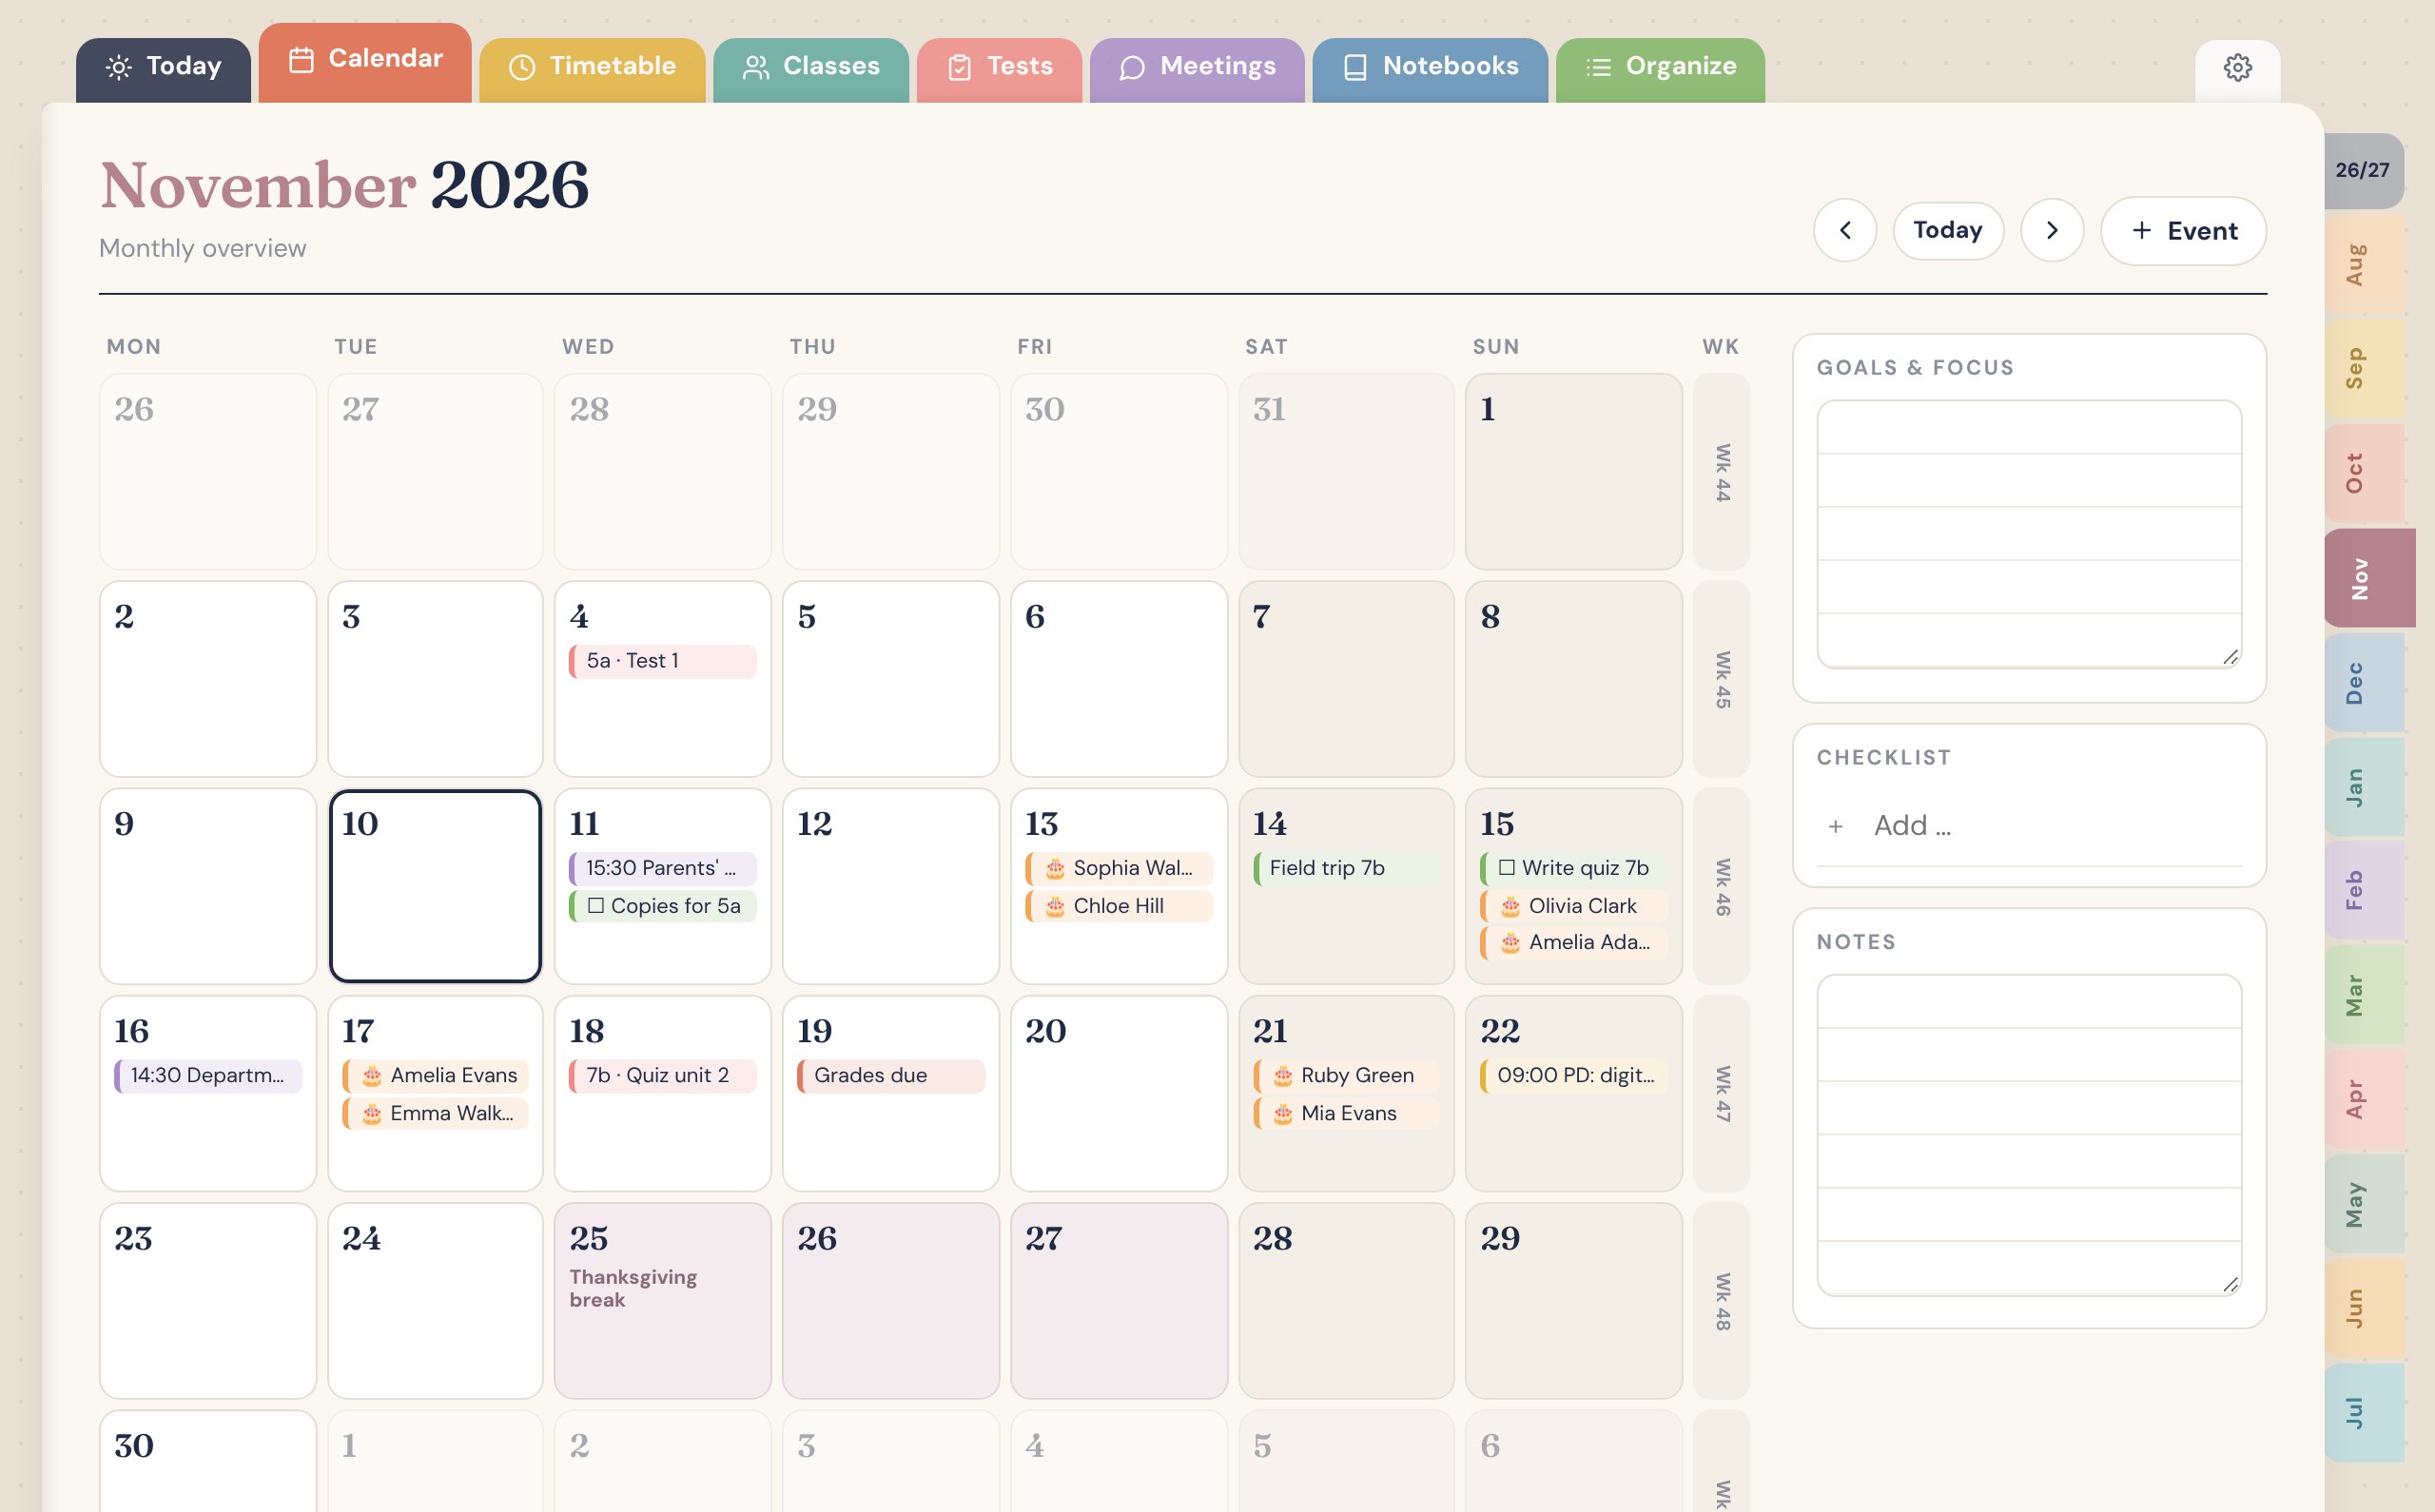 Today
Calendar
Timetable
Classes
Tests
Meetings
Notebooks
Organize
November 2026
Monthly overview
Today
+ Event
MON TUE WED THU FRI SAT SUN WK
26 27 28 29 30 31 1 Wk 44
2 3 4 5 6 7 8 Wk 45
5a · Test 1
9 10 11 12 13 14 15 Wk 46
15:30 Parents' ...
☐ Copies for 5a
🎂 Sophia Wal...
🎂 Chloe Hill
Field trip 7b
☐ Write quiz 7b
🎂 Olivia Clark
🎂 Amelia Ada...
16 17 18 19 20 21 22 Wk 47
14:30 Departm...
🎂 Amelia Evans
🎂 Emma Walk...
7b · Quiz unit 2
Grades due
🎂 Ruby Green
🎂 Mia Evans
09:00 PD: digit...
23 24 25 26 27 28 29 Wk 48
Thanksgiving
break
30 1 2 3 4 5 6 Wk
GOALS & FOCUS
CHECKLIST
+ Add ...
NOTES
26/27
Aug
Sep
Oct
Nov
Dec
Jan
Feb
Mar
Apr
May
Jun
Jul